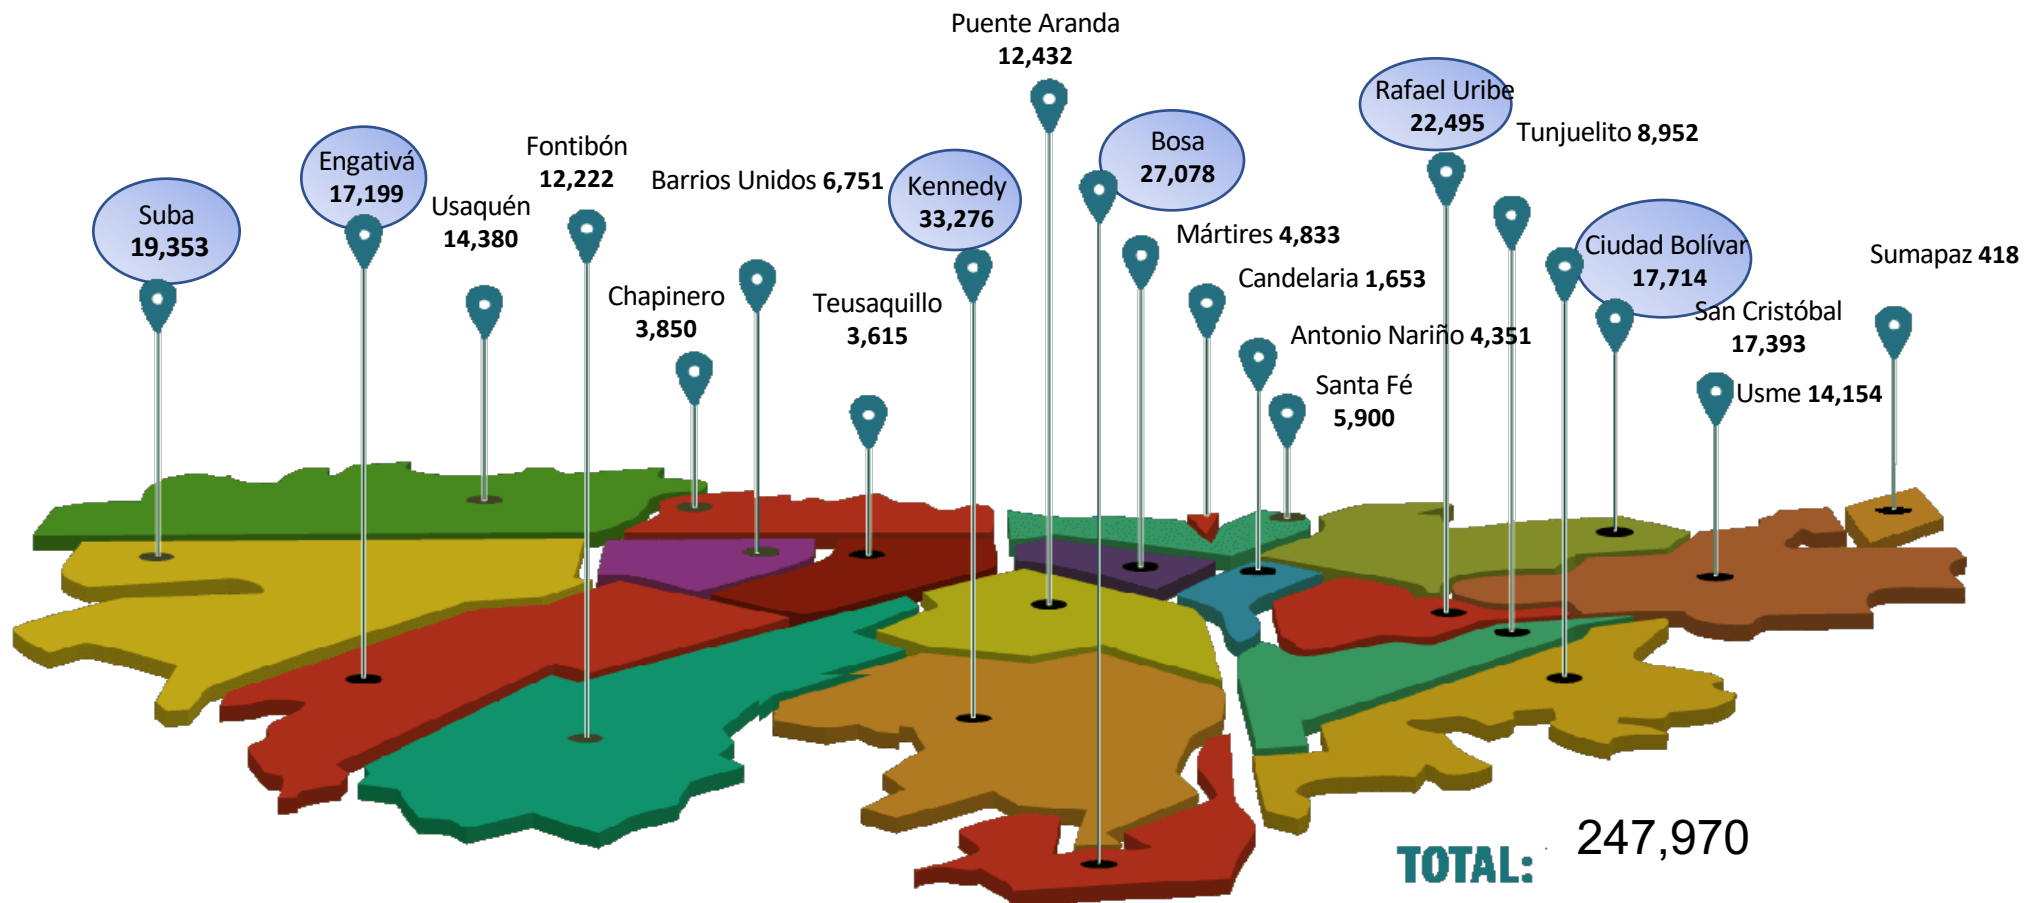 Puente Aranda
12,432
Rafael Uribe
22,495
Tunjuelito 8,952
Bosa
27,078
Fontibón
12,222
Engativá
17,199
Barrios Unidos 6,751
Kennedy
33,276
Suba
19,353
Usaquén
14,380
Mártires 4,833
Ciudad Bolívar
17,714
Sumapaz 418
Candelaria 1,653
Chapinero
3,850
Teusaquillo
3,615
Antonio Nariño 4,351
San Cristóbal
17,393
Santa Fé
5,900
Usme 14,154
TOTAL: 247,970